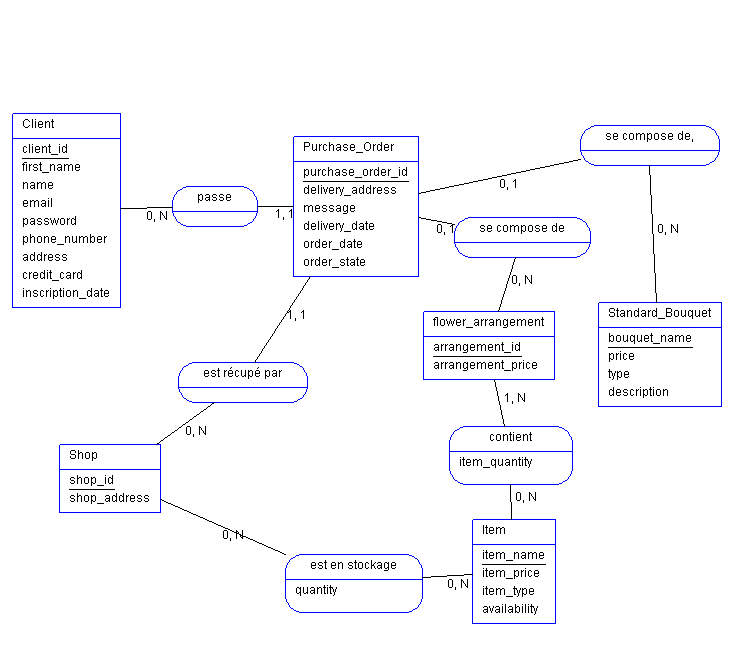 Client
client_id
first_name
name
email
password
phone_number
address
credit_card
inscription_date
0, N
passe
1, 1
Purchase_Order
purchase_order_id
delivery_address
message
delivery_date
order_date
order_state
0, 1
se compose de,
0, N
0, 1
se compose de
0, N
Standard_Bouquet
bouquet_name
price
type
description
flower_arrangement
arrangement_id
arrangement_price
1, 1
est récupé par
0, N
1, N
contient
item_quantity
0, N
Shop
shop_id
shop_address
0, N
est en stockage
quantity
0, N
Item
item_name
item_price
item_type
availability